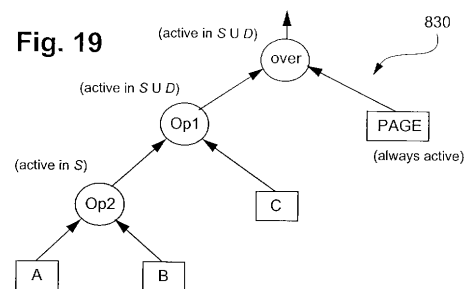 Fig. 19
830
(active in S U D)
over
(active in S U D)
Op1
PAGE
(always active)
(active in S)
Op2
C
A
B